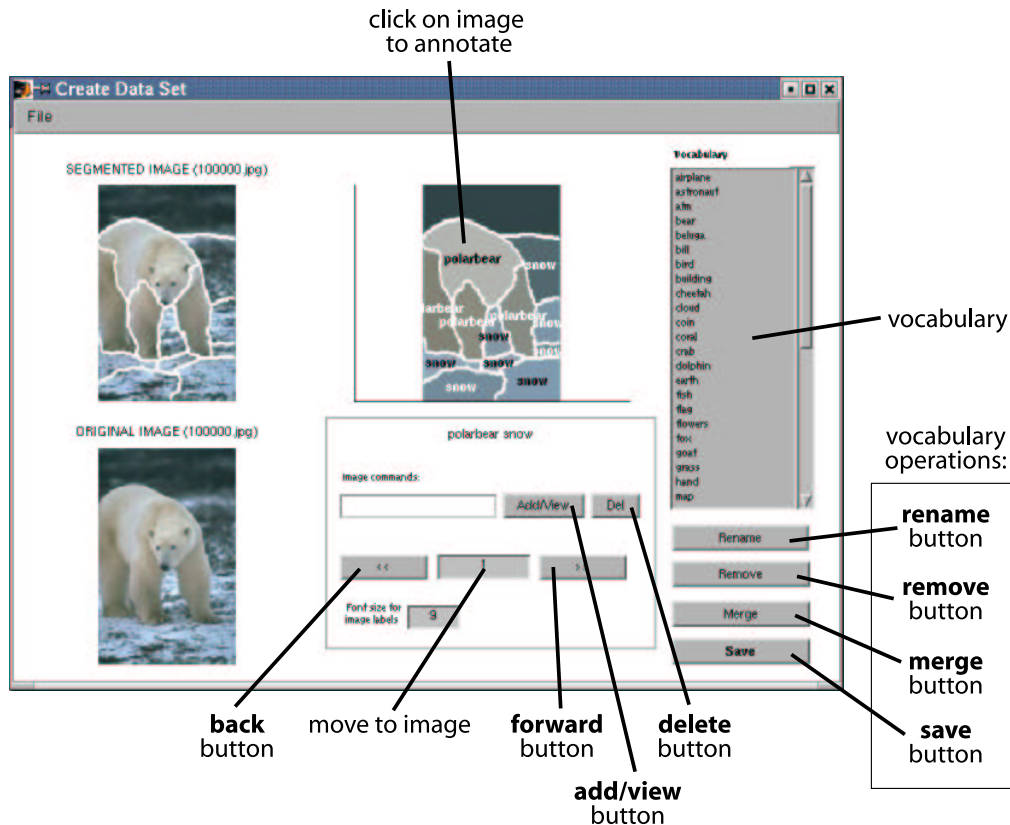 click on image
to annotate
Create Data Set
File
SEGMENTED IMAGE (100000.jpg)
polarbear
snow
polarbear
polarbear
snow
snow
snow
snow
snow
snow
ORIGINAL IMAGE (100000.jpg)
polarbear snow
Image commands:
Add/View
Del
<<
1
Font size for
image labels
9
Vocabulary
airplane
astronaut
atm
bear
beluga
bill
bird
building
cheetah
cloud
coin
coral
crab
dolphin
earth
fish
flag
flowers
fox
goat
grass
hand
map
Rename
Remove
Merge
Save
vocabulary
vocabulary
operations:
rename
button
remove
button
merge
button
save
button
back
button
move to image
forward
button
delete
button
add/view
button